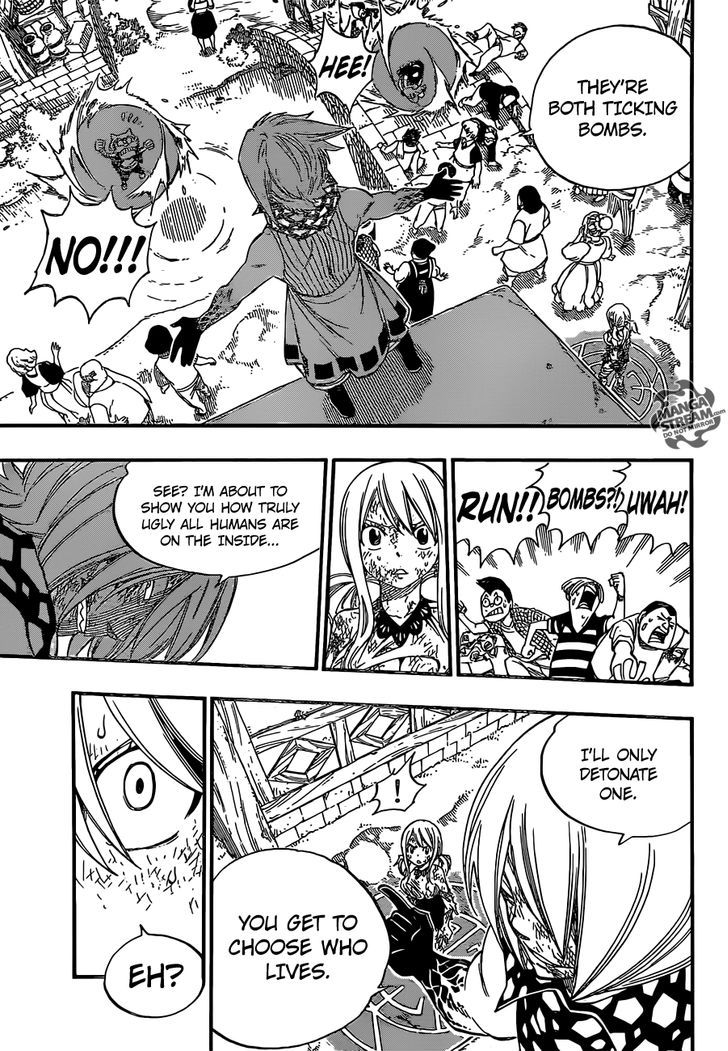 THEY'RE
BOTH TICKING
BOMBS.
HEE!
NO!!!
MANGA
STREAM.com
DO NOT MIRROR
RUN!!
BOMBS?!
UWAH!
SEE? I'M ABOUT TO
SHOW YOU HOW TRULY
UGLY ALL HUMANS ARE
ON THE INSIDE...
I'LL ONLY
DETONATE
ONE.
!
YOU GET TO
CHOOSE WHO
LIVES.
EH?